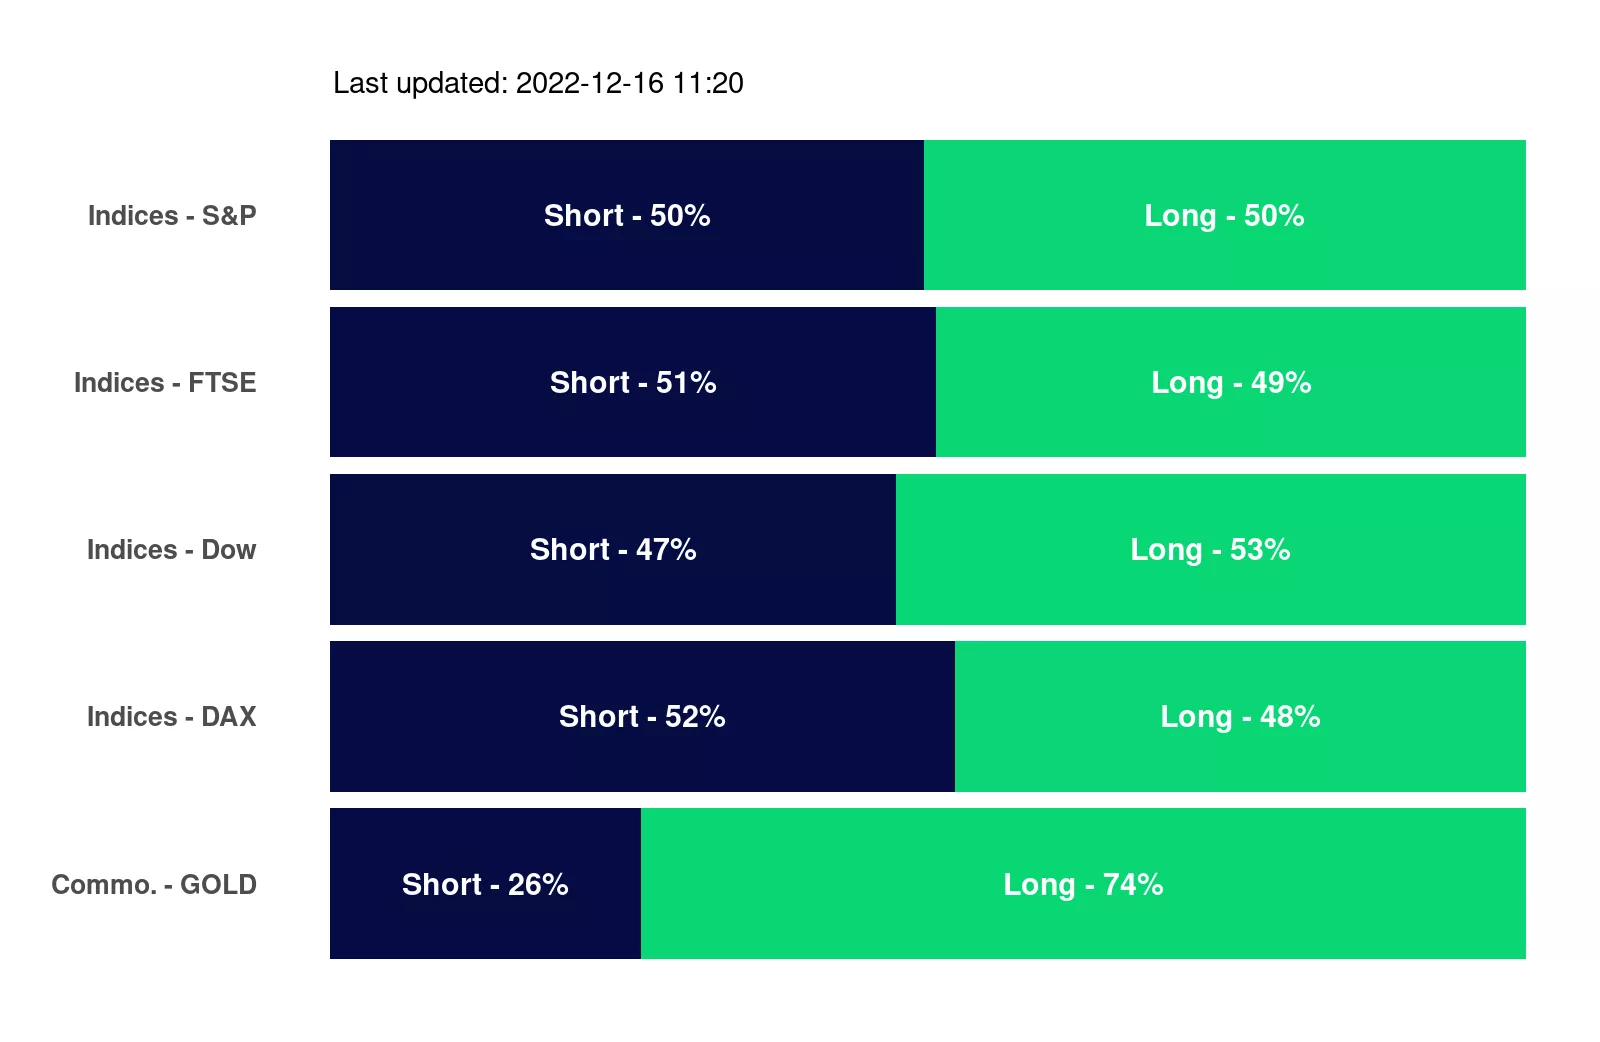 Last updated: 2022-12-16 11:20
Indices - S&P Short - 50% Long - 50%
Indices - FTSE Short - 51% Long - 49%
Indices - Dow Short - 47% Long - 53%
Indices - DAX Short - 52% Long - 48%
Commo. - GOLD Short - 26% Long - 74%